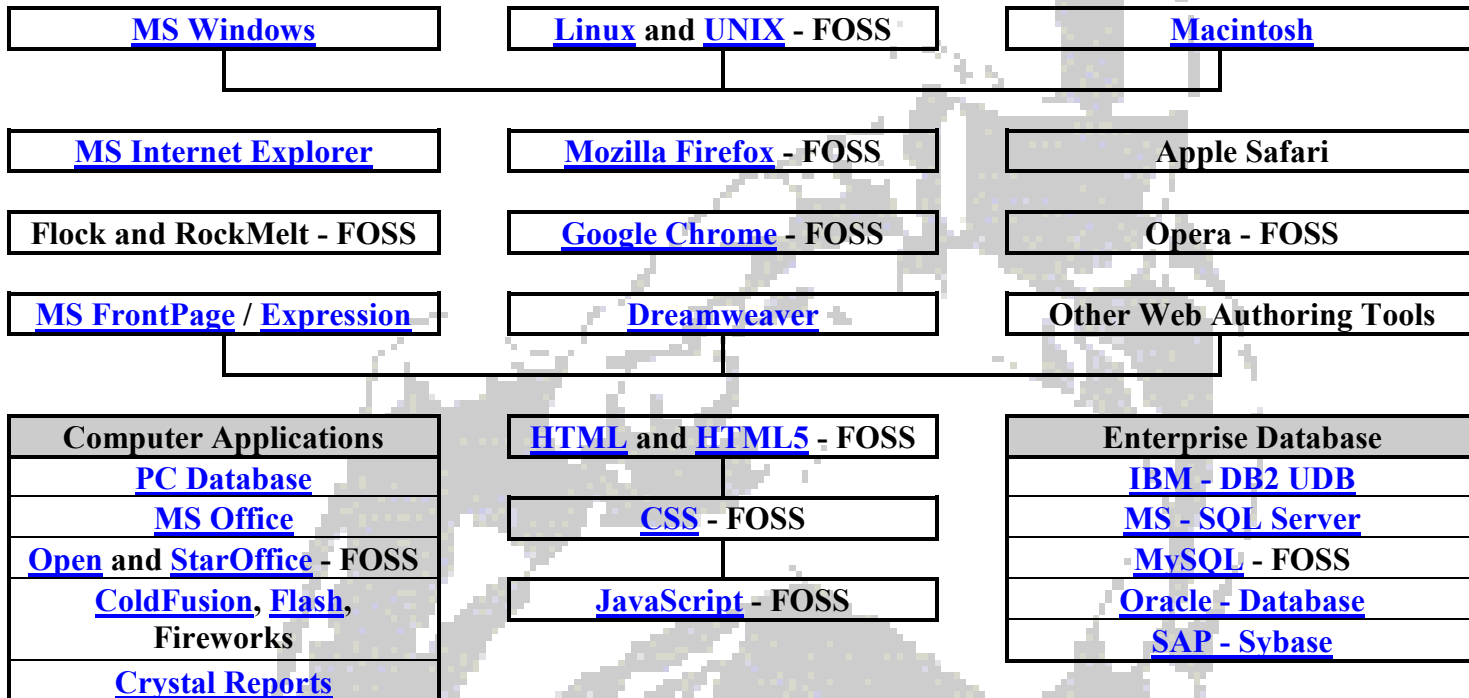 MS Windows
Linux and UNIX - FOSS
Macintosh
MS Internet Explorer
Mozilla Firefox - FOSS
Apple Safari
Flock and RockMelt - FOSS
Google Chrome - FOSS
Opera - FOSS
MS FrontPage / Expression
Dreamweaver
Other Web Authoring Tools
Computer Applications
PC Database
MS Office
Open and StarOffice - FOSS
ColdFusion, Flash,
Fireworks
Crystal Reports
HTML and HTML5 - FOSS
CSS - FOSS
JavaScript - FOSS
Enterprise Database
IBM - DB2 UDB
MS - SQL Server
MySQL - FOSS
Oracle - Database
SAP - Sybase